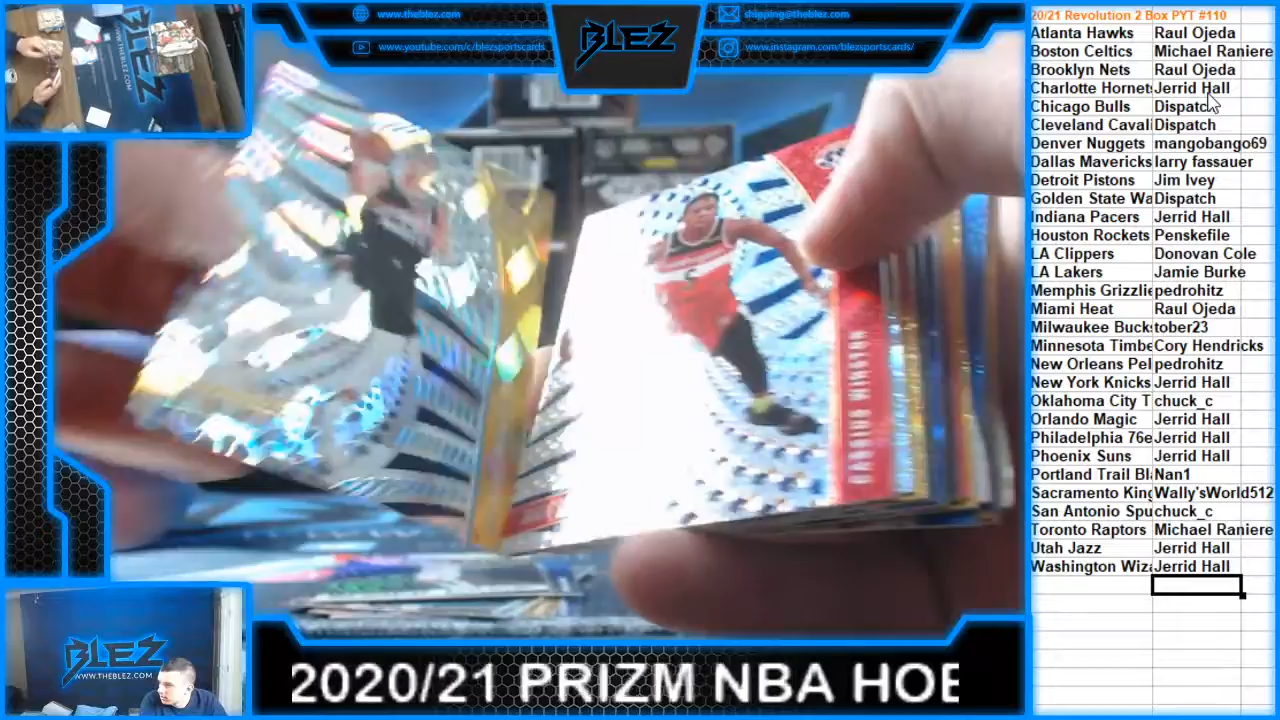 www.theblez.com
shipping@theblez.com
www.youtube.com/c/blezsportscards
www.instagram.com/blezsportscards/
BLEZ
20/21 Revolution 2 Box PYT #110
Atlanta Hawks Raul Ojeda
Boston Celtics Michael Raniere
Brooklyn Nets Raul Ojeda
Charlotte Hornets Jerrid Hall
Chicago Bulls Dispatch
Cleveland Cavali Dispatch
Denver Nuggets mangobango69
Dallas Mavericks larry fassauer
Detroit Pistons Jim Ivey
Golden State Wa Dispatch
Indiana Pacers Jerrid Hall
Houston Rockets Penskefile
LA Clippers Donovan Cole
LA Lakers Jamie Burke
Memphis Grizzlie pedrohitz
Miami Heat Raul Ojeda
Milwaukee Bucks tober23
Minnesota Timbe Cory Hendricks
New Orleans Pel pedrohitz
New York Knicks Jerrid Hall
Oklahoma City T chuck_c
Orlando Magic Jerrid Hall
Philadelphia 76e Jerrid Hall
Phoenix Suns Jerrid Hall
Portland Trail Bl Nan1
Sacramento King Wally'sWorld512
San Antonio Spu chuck_c
Toronto Raptors Michael Raniere
Utah Jazz Jerrid Hall
Washington Wiza Jerrid Hall
CASSIUS WINSTON
BLEZ
WWW.THEBLEZ.COM
2020/21 PRIZM NBA HOB